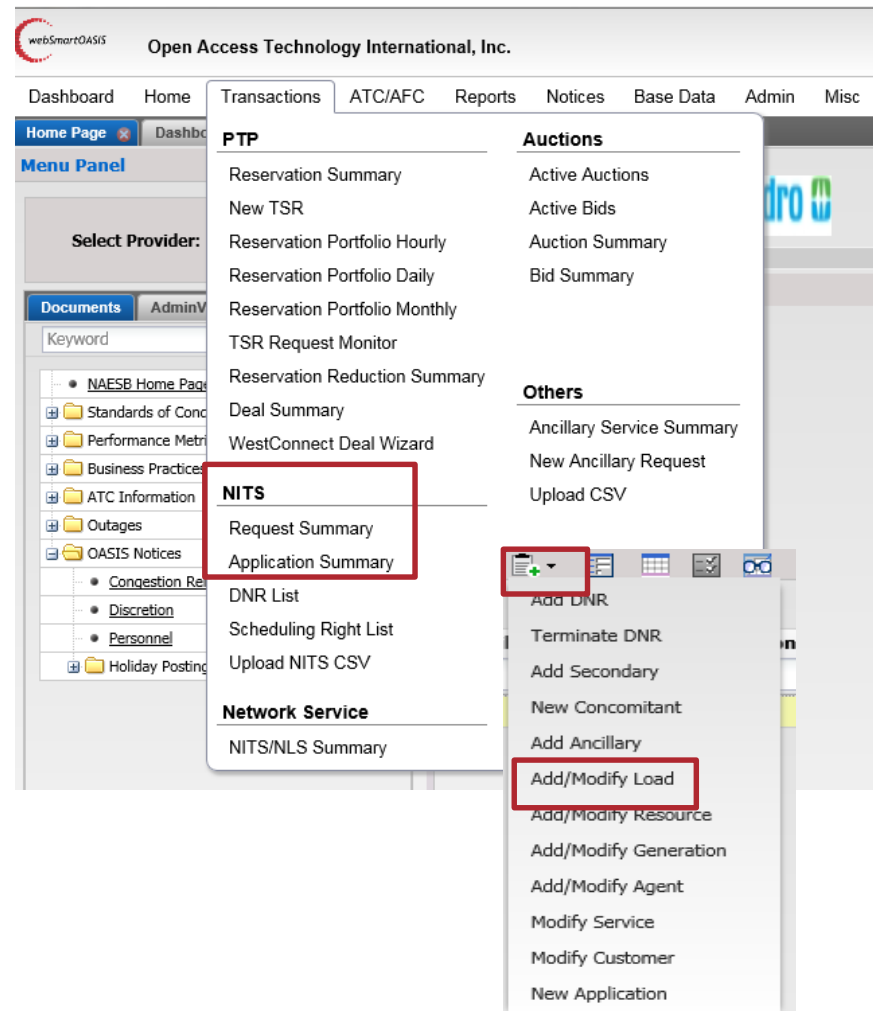 webSmartOASIS
Open Access Technology International, Inc.
Dashboard Home Transactions ATC/AFC Reports Notices Base Data Admin Misc
Home Page Dashbo
Menu Panel
Select Provider:
Documents AdminV
Keyword
NAESB Home Page
Standards of Conc
Performance Metri
Business Practices
ATC Information
Outages
OASIS Notices
Congestion Rel
Discretion
Personnel
Holiday Posting
PTP
Reservation Summary
New TSR
Reservation Portfolio Hourly
Reservation Portfolio Daily
Reservation Portfolio Monthly
TSR Request Monitor
Reservation Reduction Summary
Deal Summary
WestConnect Deal Wizard
NITS
Request Summary
Application Summary
DNR List
Scheduling Right List
Upload NITS CSV
Network Service
NITS/NLS Summary
Auctions
Active Auctions
Active Bids
Auction Summary
Bid Summary
Others
Ancillary Service Summary
New Ancillary Request
Upload CSV
dro
Add DNR
Terminate DNR
Add Secondary
New Concomitant
Add Ancillary
Add/Modify Load
Add/Modify Resource
Add/Modify Generation
Add/Modify Agent
Modify Service
Modify Customer
New Application